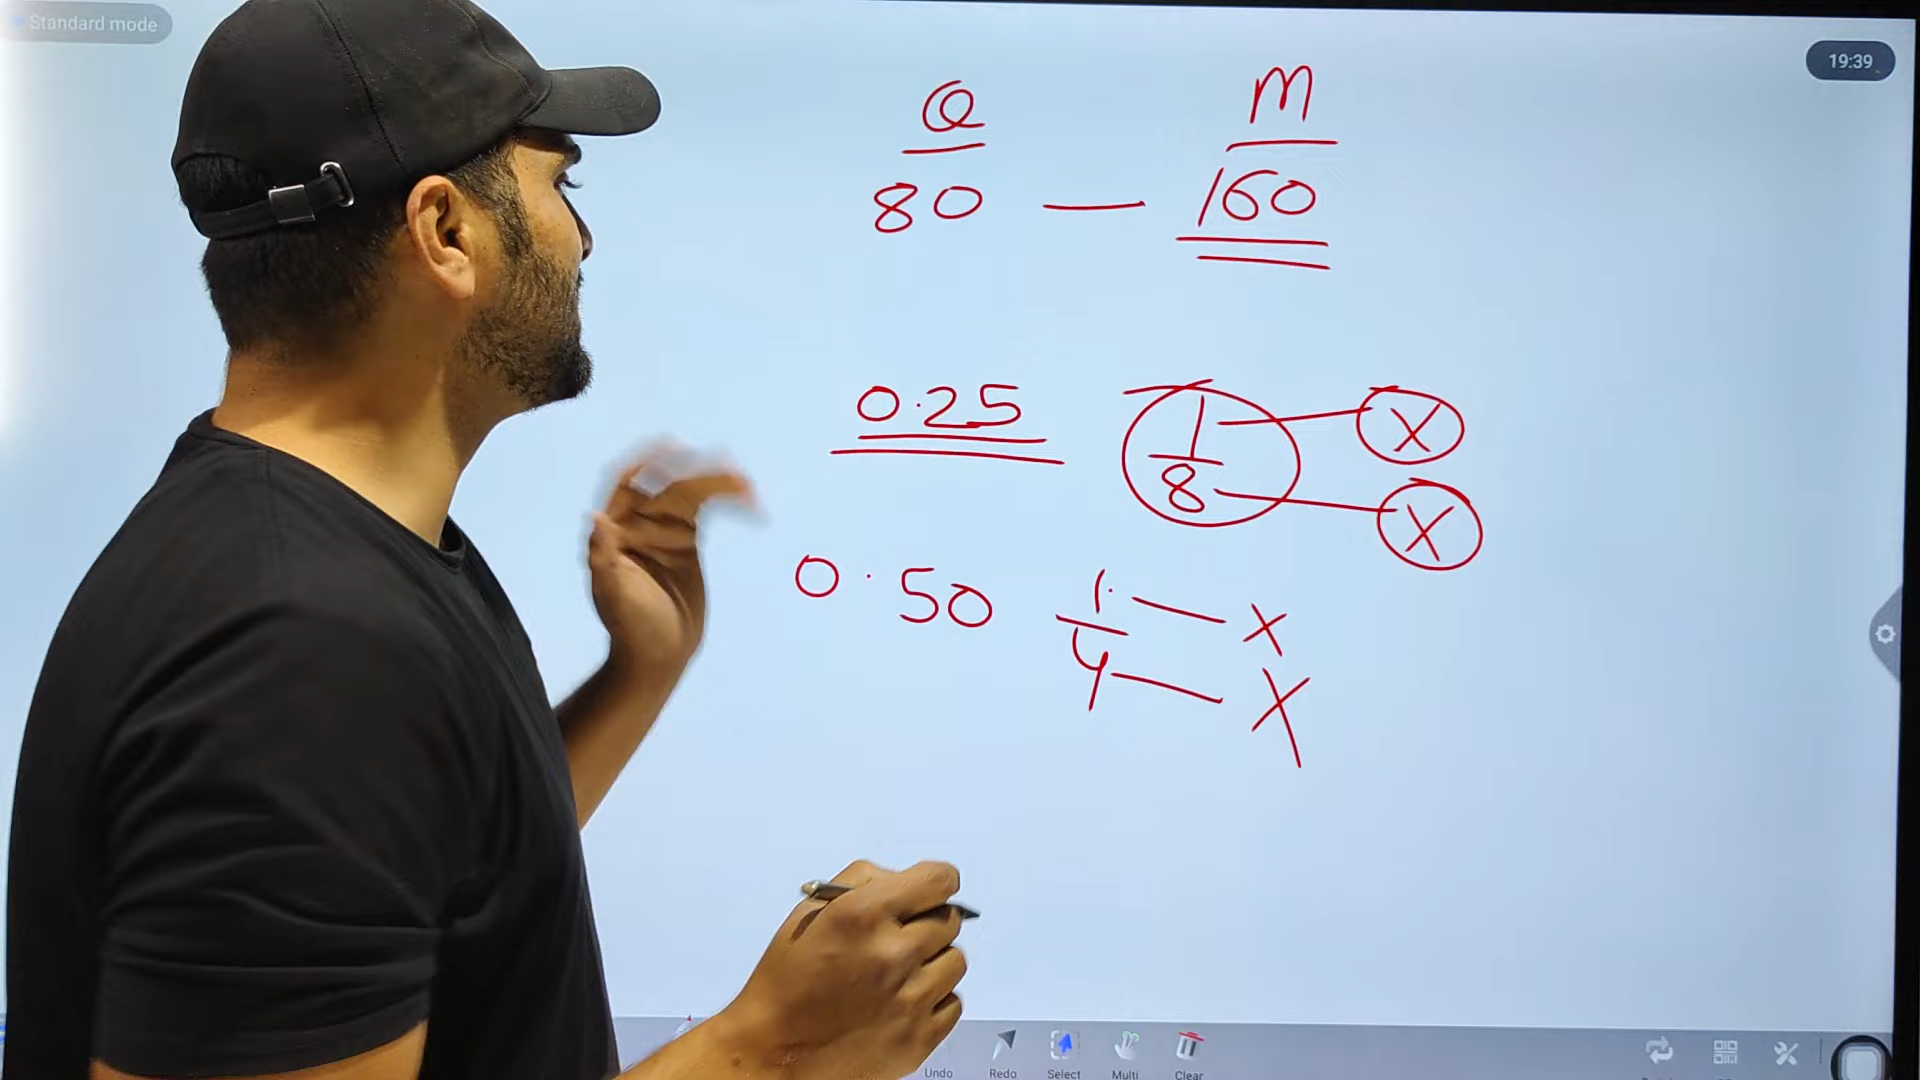 Standard mode
19:39
Q M
80 — 160
0.25 1/8 X X
0.50 1/4 X X
Undo Redo Select Multi Clear